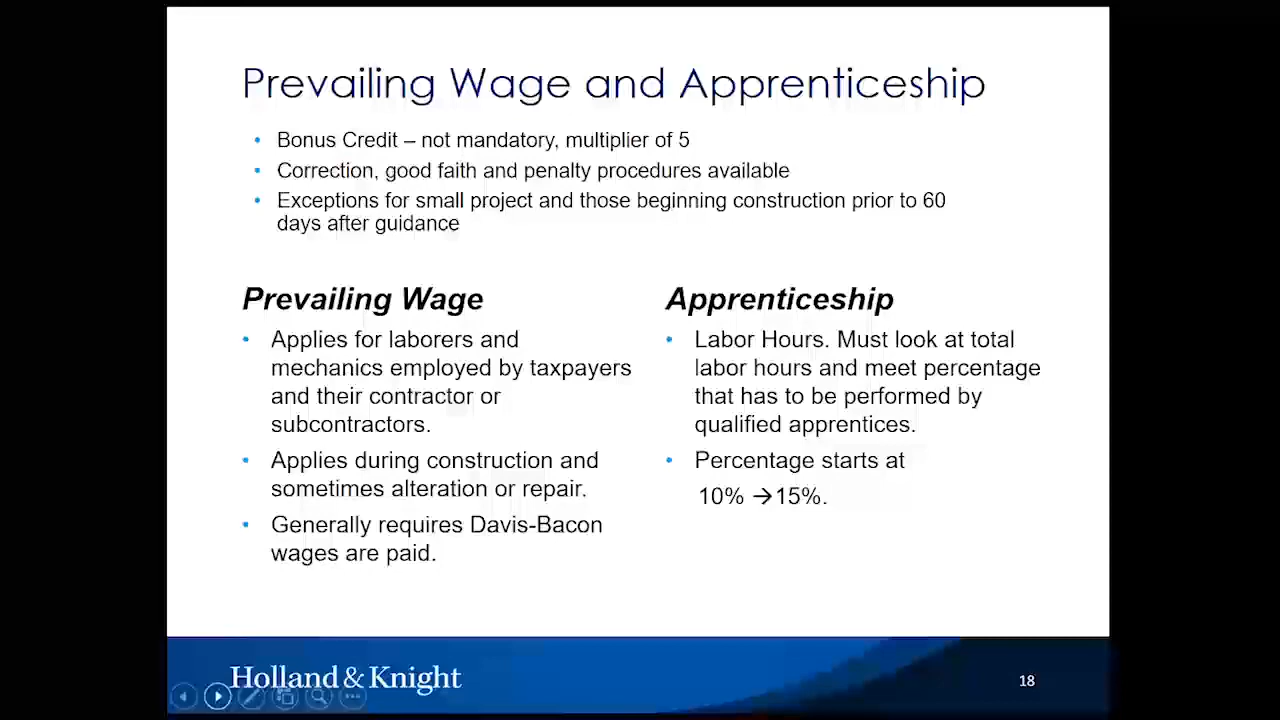 Prevailing Wage and Apprenticeship
• Bonus Credit – not mandatory, multiplier of 5
• Correction, good faith and penalty procedures available
• Exceptions for small project and those beginning construction prior to 60
days after guidance
Prevailing Wage
• Applies for laborers and
mechanics employed by taxpayers
and their contractor or
subcontractors.
• Applies during construction and
sometimes alteration or repair.
• Generally requires Davis-Bacon
wages are paid.
Apprenticeship
• Labor Hours. Must look at total
labor hours and meet percentage
that has to be performed by
qualified apprentices.
• Percentage starts at
10% →15%.
Holland & Knight
18